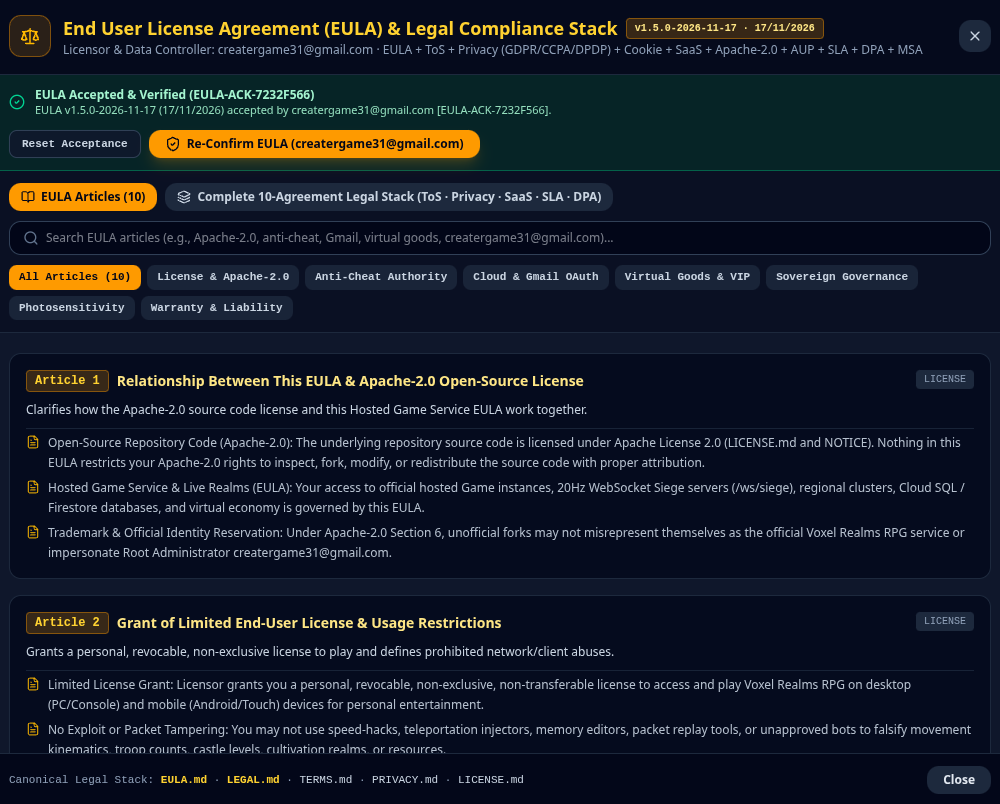 End User License Agreement (EULA) & Legal Compliance Stack v1.5.0-2026-11-17 · 17/11/2026
Licensor & Data Controller: creatergame31@gmail.com · EULA + ToS + Privacy (GDPR/CCPA/DPDP) + Cookie + SaaS + Apache-2.0 + AUP + SLA + DPA + MSA
EULA Accepted & Verified (EULA-ACK-7232F566)
EULA v1.5.0-2026-11-17 (17/11/2026) accepted by creatergame31@gmail.com [EULA-ACK-7232F566].
Reset Acceptance Re-Confirm EULA (creatergame31@gmail.com)
EULA Articles (10) Complete 10-Agreement Legal Stack (ToS · Privacy · SaaS · SLA · DPA)
Search EULA articles (e.g., Apache-2.0, anti-cheat, Gmail, virtual goods, creatergame31@gmail.com)...
All Articles (10) License & Apache-2.0 Anti-Cheat Authority Cloud & Gmail OAuth Virtual Goods & VIP Sovereign Governance
Photosensitivity Warranty & Liability
Article 1 Relationship Between This EULA & Apache-2.0 Open-Source License LICENSE
Clarifies how the Apache-2.0 source code license and this Hosted Game Service EULA work together.
Open-Source Repository Code (Apache-2.0): The underlying repository source code is licensed under Apache License 2.0 (LICENSE.md and NOTICE). Nothing in this
EULA restricts your Apache-2.0 rights to inspect, fork, modify, or redistribute the source code with proper attribution.
Hosted Game Service & Live Realms (EULA): Your access to official hosted Game instances, 20Hz WebSocket Siege servers (/ws/siege), regional clusters, Cloud SQL /
Firestore databases, and virtual economy is governed by this EULA.
Trademark & Official Identity Reservation: Under Apache-2.0 Section 6, unofficial forks may not misrepresent themselves as the official Voxel Realms RPG service or
impersonate Root Administrator creatergame31@gmail.com.
Article 2 Grant of Limited End-User License & Usage Restrictions LICENSE
Grants a personal, revocable, non-exclusive license to play and defines prohibited network/client abuses.
Limited License Grant: Licensor grants you a personal, revocable, non-exclusive, non-transferable license to access and play Voxel Realms RPG on desktop
(PC/Console) and mobile (Android/Touch) devices for personal entertainment.
No Exploit or Packet Tampering: You may not use speed-hacks, teleportation injectors, memory editors, packet replay tools, or unapproved bots to falsify movement
kinematics, troop counts, castle levels, cultivation realms, or resources.
Canonical Legal Stack: EULA.md · LEGAL.md · TERMS.md · PRIVACY.md · LICENSE.md Close